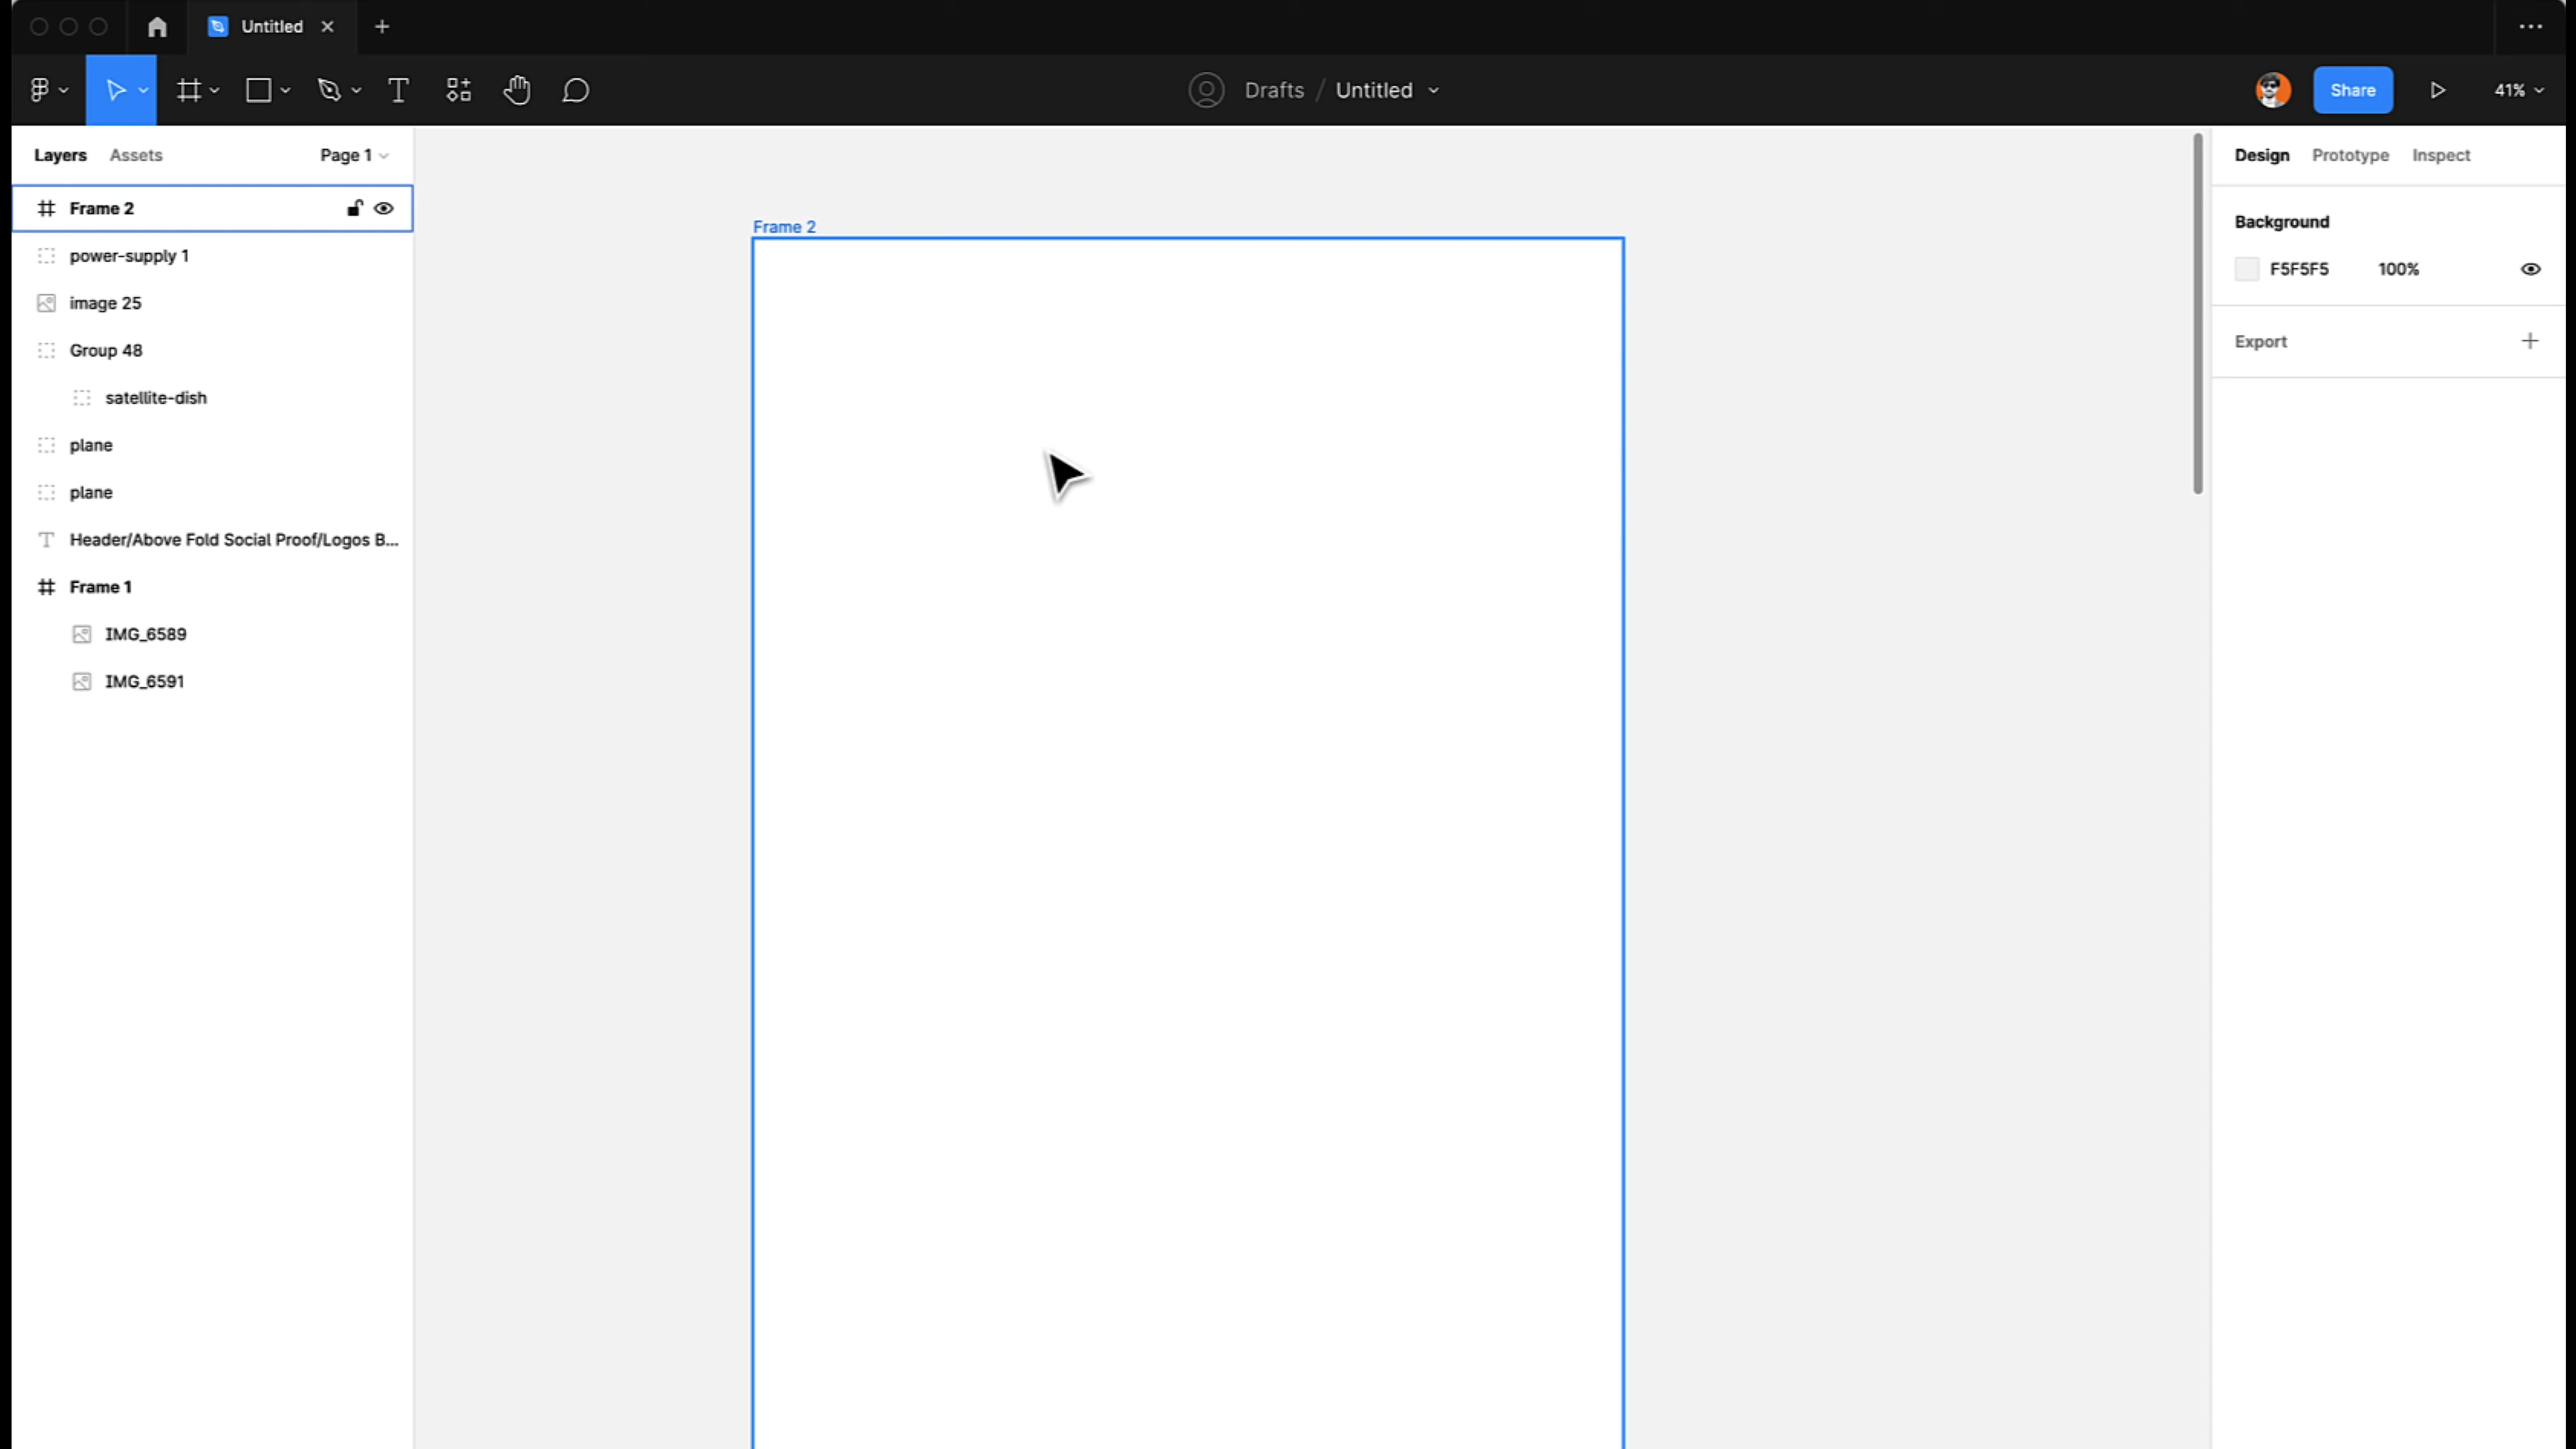 Untitled
Drafts / Untitled
Share
41%
Layers Assets Page 1
Design Prototype Inspect
Frame 2
Frame 2
Background
F5F5F5 100%
Export
power-supply 1
image 25
Group 48
satellite-dish
plane
plane
Header/Above Fold Social Proof/Logos B...
Frame 1
IMG_6589
IMG_6591